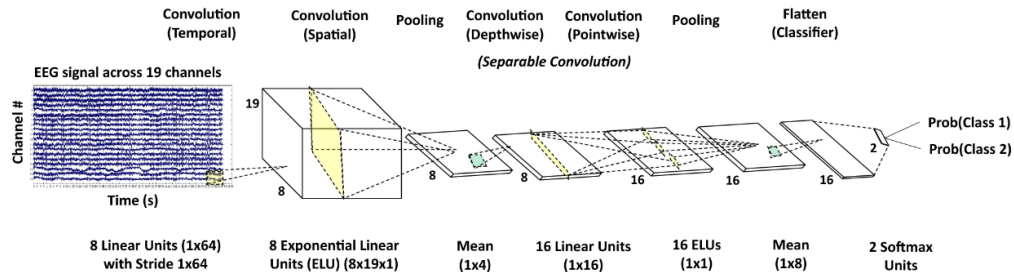 Convolution
(Temporal)
Convolution
(Spatial)
Pooling
Convolution
(Depthwise)
Convolution
(Pointwise)
Pooling
Flatten
(Classifier)
(Separable Convolution)
EEG signal across 19 channels
Channel #
Time (s)
19
8
8
8
16
16
16
2
Prob(Class 1)
Prob(Class 2)
8 Linear Units (1x64)
with Stride 1x64
8 Exponential Linear
Units (ELU) (8x19x1)
Mean
(1x4)
16 Linear Units
(1x16)
16 ELUs
(1x1)
Mean
(1x8)
2 Softmax
Units